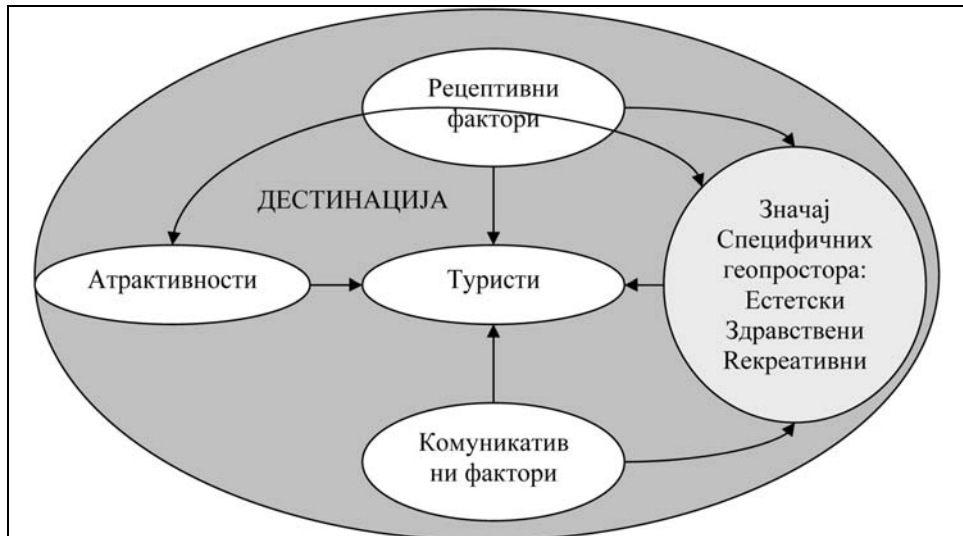 Рецептивни
фактори
ДЕСТИНАЦИЈА
Атрактивности
Туристи
Значај
Специфичних
геопростора:
Естетски
Здравствени
Rекреативни
Комуникатив
ни фактори